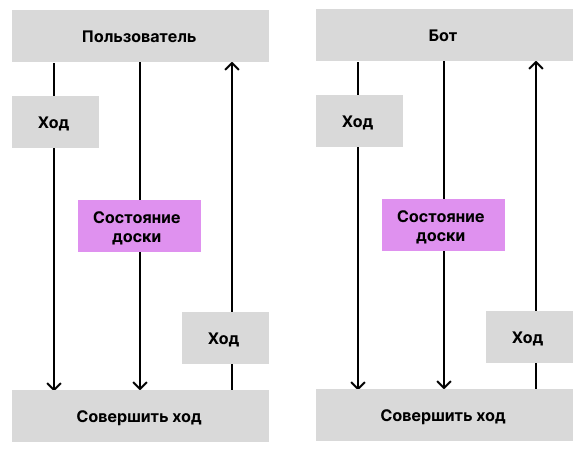 Пользователь
Ход
Состояние
доски
Ход
Совершить ход
Бот
Ход
Состояние
доски
Ход
Совершить ход